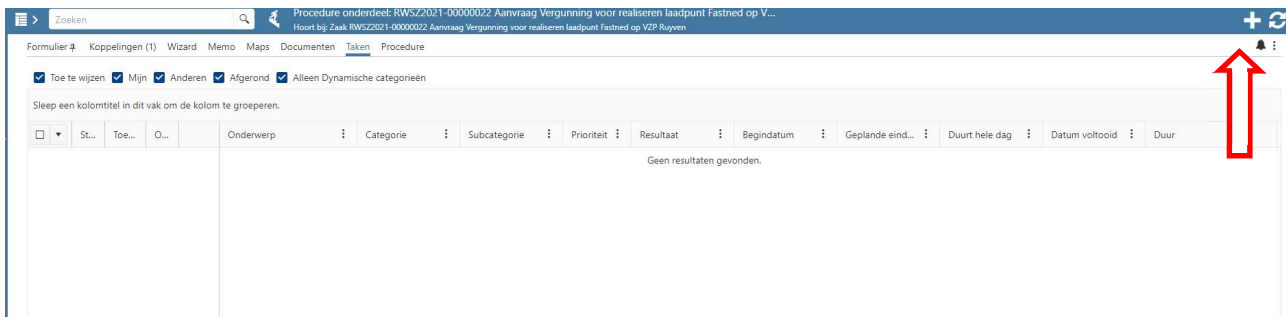 Zoeken
Procedure onderdeel: RWSZ2021-00000022 Aanvraag Vergunning voor realiseren laadpunt Fastned op V...
Hoort bij: Zaak RWSZ2021-00000022 Aanvraag Vergunning voor realiseren laadpunt Fastned op VZP Ruyven
Formulier Koppelingen (1) Wizard Memo Maps Documenten Taken Procedure
Toe te wijzen Mijn Anderen Afgerond Alleen Dynamische categorieën
Sleep een kolomtitel in dit vak om de kolom te groeperen.
St... Toe... O... Onderwerp Categorie Subcategorie Prioriteit Resultaat Begindatum Geplande eind... Duurt hele dag Datum voltooid Duur
Geen resultaten gevonden.